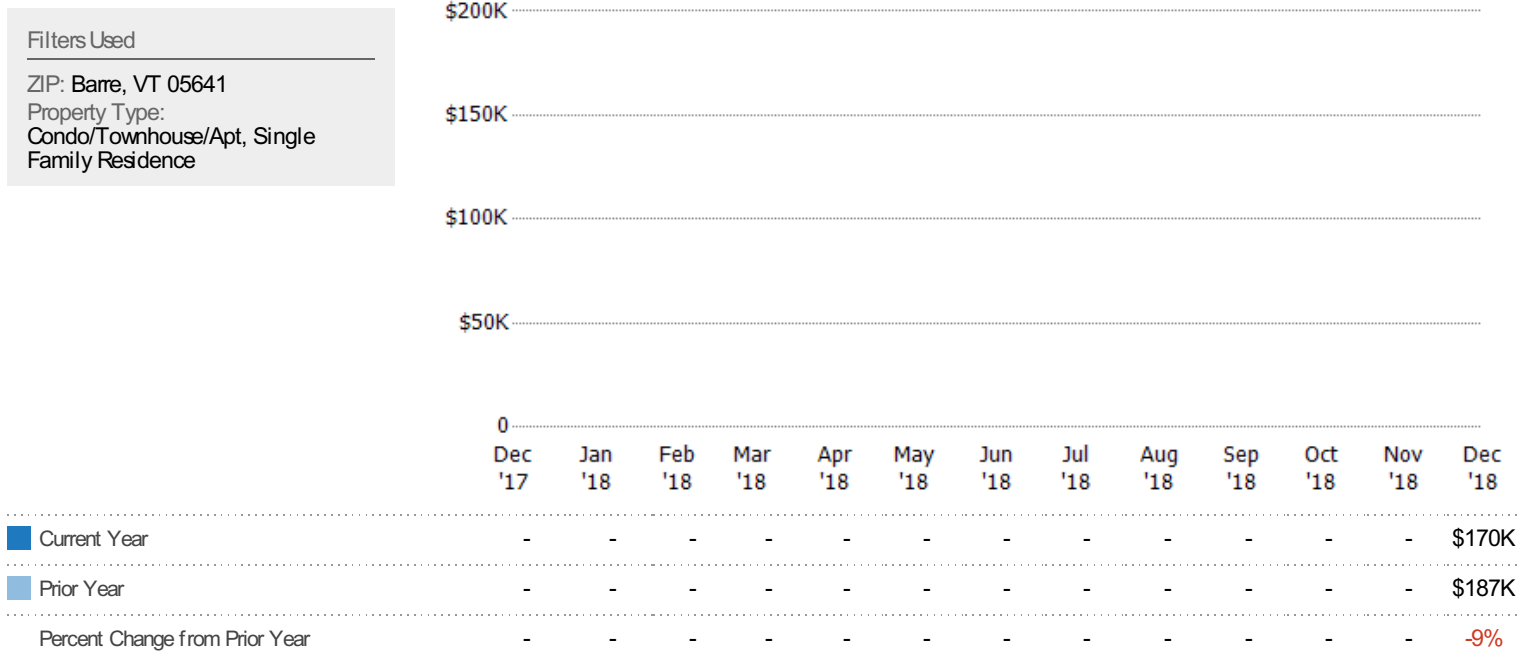 Filters Used
ZIP: Barre, VT 05641
Property Type:
Condo/Townhouse/Apt, Single
Family Residence
$200K
$150K
$100K
$50K
0
Dec Jan Feb Mar Apr May Jun Jul Aug Sep Oct Nov Dec
'17 '18 '18 '18 '18 '18 '18 '18 '18 '18 '18 '18 '18
Current Year - - - - - - - - - - - - $170K
Prior Year - - - - - - - - - - - - $187K
Percent Change from Prior Year - - - - - - - - - - - - -9%